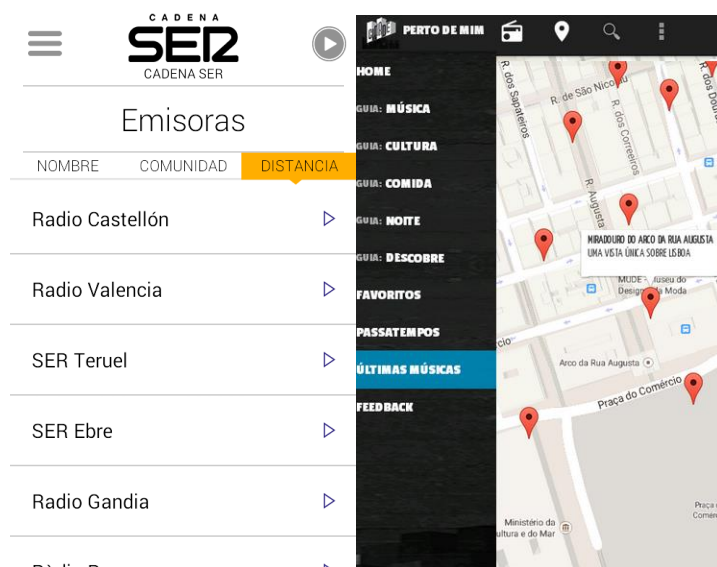 CADENA
SER
CADENA SER
Emisoras
NOMBRE COMUNIDAD DISTANCIA
Radio Castellón
Radio Valencia
SER Teruel
SER Ebre
Radio Gandia
PERTO DE MIM
HOME
GUIA: MÚSICA
GUIA: CULTURA
GUIA: COMIDA
GUIA: NOITE
GUIA: DESCOBRE
FAVORITOS
PASSATEMPOS
ÚLTIMAS MÚSICAS
FEEDBACK
R. dos Sapateiros
R. de São Nicolau
R. dos Correeiros
R. Augusta
MIRADOURO DO ARCO DA RUA AUGUSTA
UMA VISTA ÚNICA SOBRE LISBOA
MUDE
Moda
Arco da Rua Augusta
Praça do Comércio
Ministério da
e do Mar
Praça